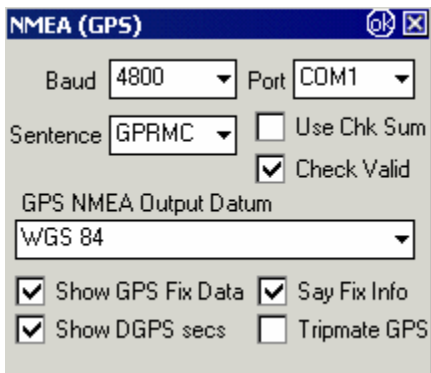 NMEA (GPS) ok
Baud 4800 Port COM1
Sentence GPRMC Use Chk Sum
Check Valid
GPS NMEA Output Datum
WGS 84
Show GPS Fix Data Say Fix Info
Show DGPS secs Tripmate GPS